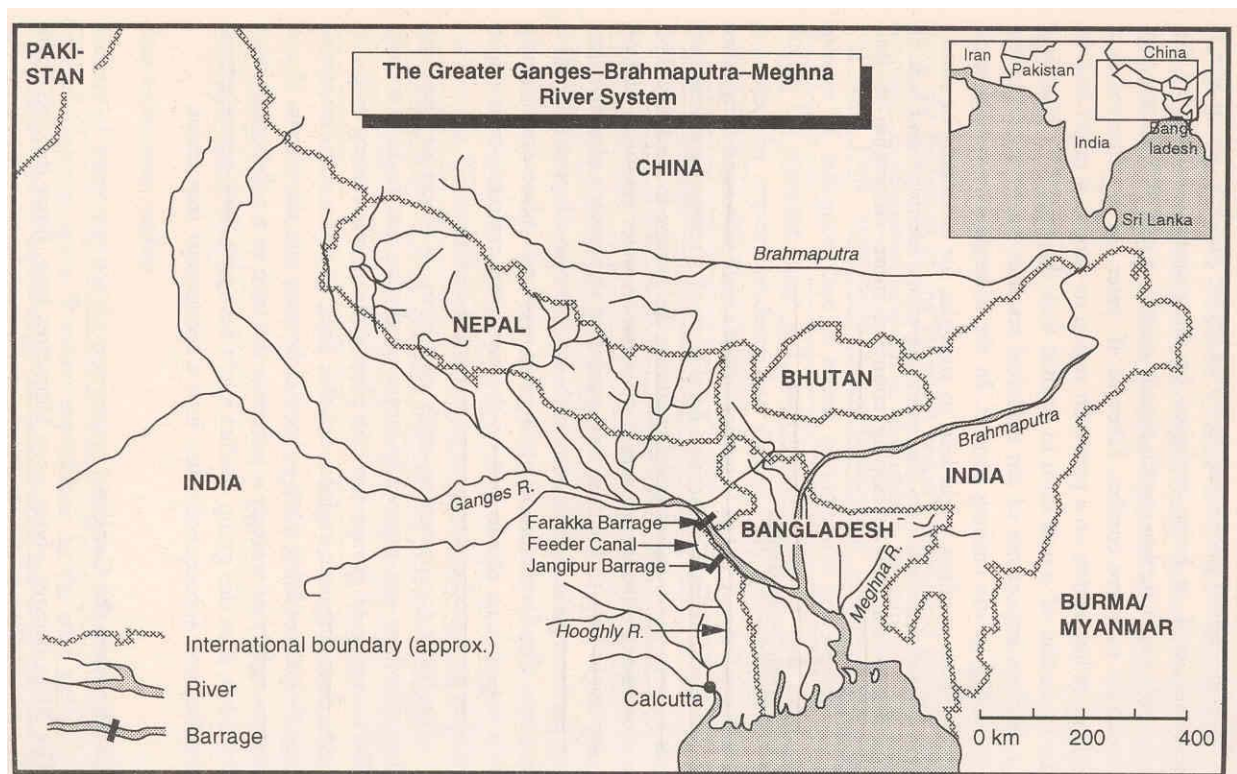 PAKI-
STAN
The Greater Ganges–Brahmaputra–Meghna
River System
Iran
China
Pakistan
India
Bang-
ladesh
Sri Lanka
CHINA
Brahmaputra
NEPAL
BHUTAN
Brahmaputra
INDIA
Ganges R.
INDIA
Farakka Barrage
BANGLADESH
Feeder Canal
Jangipur Barrage
Meghna R.
BURMA/
MYANMAR
Hooghly R.
International boundary (approx.)
River
Calcutta
Barrage
0 km 200 400